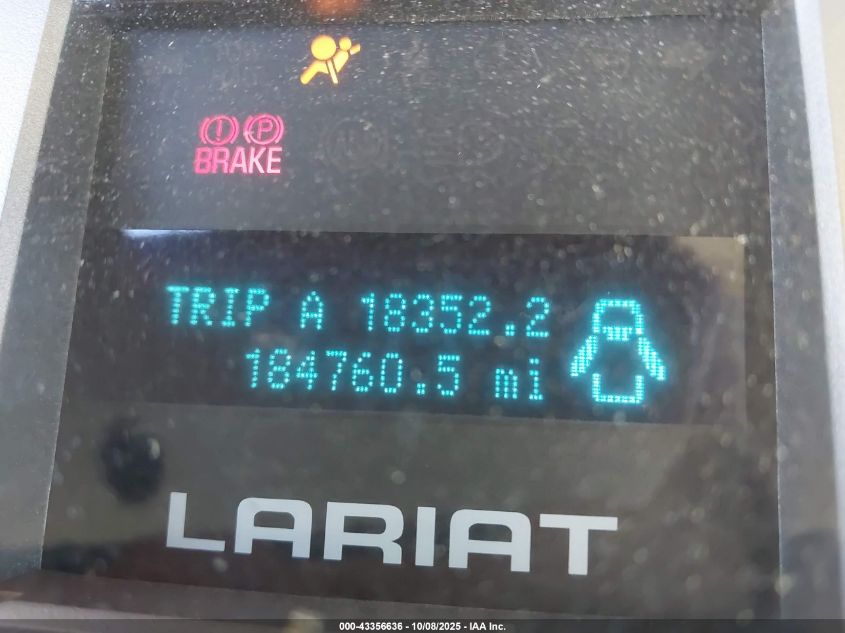 BRAKE
TRIP A 18352.2
184760.5 mi
LARIAT
000-43356636 - 10/08/2025 - IAA Inc.